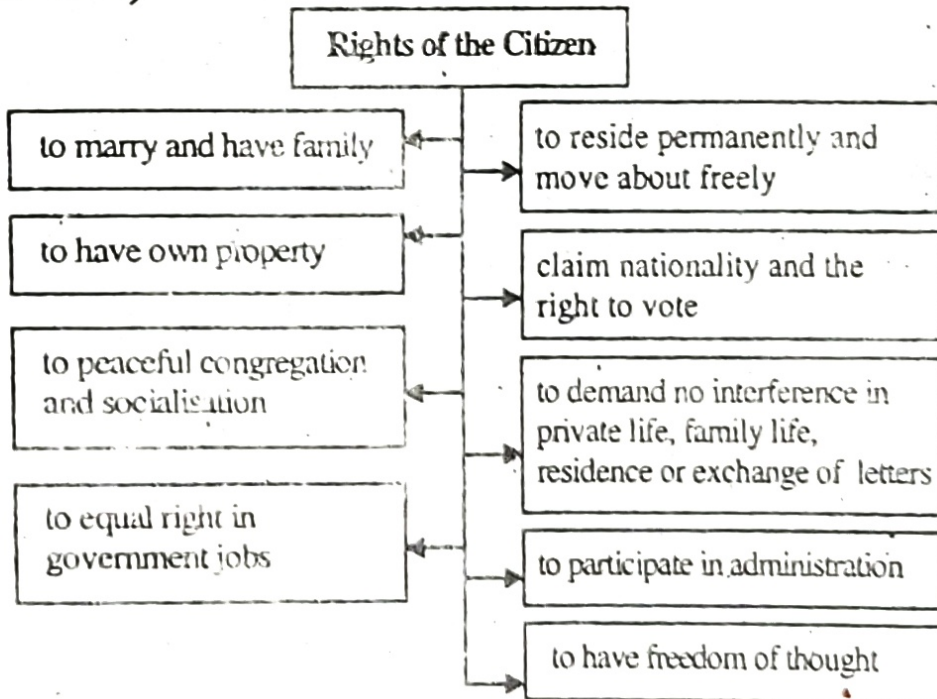 Rights of the Citizen
to marry and have family
to have own property
to peaceful congregation
and socialisation
to equal right in
government jobs
to reside permanently and
move about freely
claim nationality and the
right to vote
to demand no interference in
private life, family life,
residence or exchange of letters
to participate in administration
to have freedom of thought